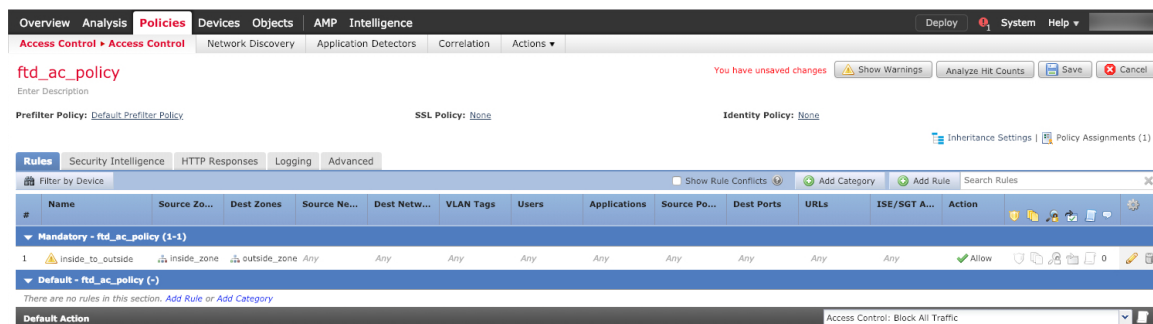 Overview Analysis Policies Devices Objects AMP Intelligence Deploy 1 System Help
Access Control ▸ Access Control Network Discovery Application Detectors Correlation Actions
ftd_ac_policy You have unsaved changes Show Warnings Analyze Hit Counts Save Cancel
Enter Description
Prefilter Policy: Default Prefilter Policy SSL Policy: None Identity Policy: None
Inheritance Settings | Policy Assignments (1)
Rules Security Intelligence HTTP Responses Logging Advanced
Filter by Device Show Rule Conflicts Add Category Add Rule Search Rules
# Name Source Zo... Dest Zones Source Ne... Dest Netw... VLAN Tags Users Applications Source Po... Dest Ports URLs ISE/SGT A... Action
Mandatory - ftd_ac_policy (1-1)
1 inside_to_outside inside_zone outside_zone Any Any Any Any Any Any Any Any Any Allow 0
Default - ftd_ac_policy (-)
There are no rules in this section. Add Rule or Add Category
Default Action Access Control: Block All Traffic